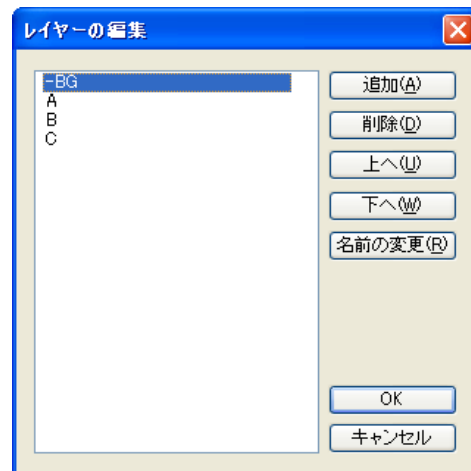 レイヤーの編集
-BG
A
B
C
追加(A)
削除(D)
上へ(U)
下へ(W)
名前の変更(R)
OK
キャンセル